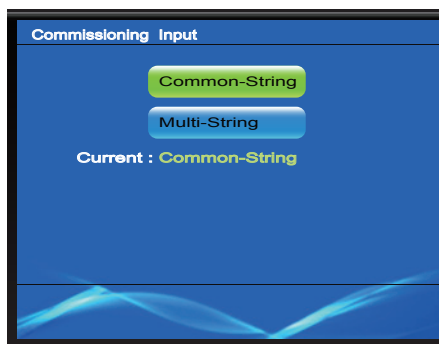 Commissioning Input
Common-String
Multi-String
Current : Common-String